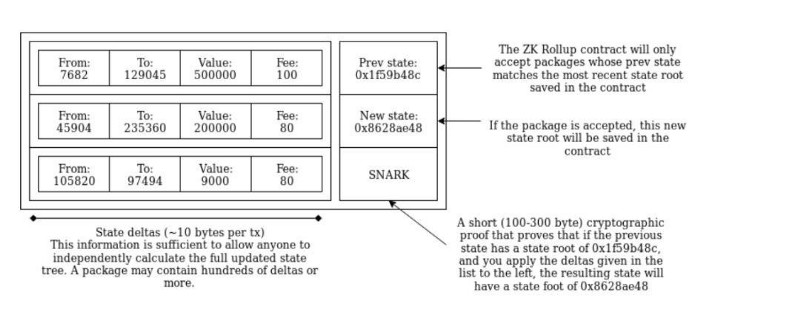 From: To: Value: Fee:
7682 129045 500000 100
Prev state:
0x1f59b48c
The ZK Rollup contract will only
accept packages whose prev state
matches the most recent state root
saved in the contract
From: To: Value: Fee:
45904 235360 200000 80
New state:
0x8628ae48
If the package is accepted, this new
state root will be saved in the
contract
From: To: Value: Fee:
105820 97494 9000 80
SNARK
State deltas (~10 bytes per tx)
This information is sufficient to allow anyone to
independently calculate the full updated state
tree. A package may contain hundreds of deltas or
more.
A short (100-300 byte) cryptographic
proof that proves that if the previous
state has a state root of 0x1f59b48c,
and you apply the deltas given in the
list to the left, the resulting state will
have a state foot of 0x8628ae48